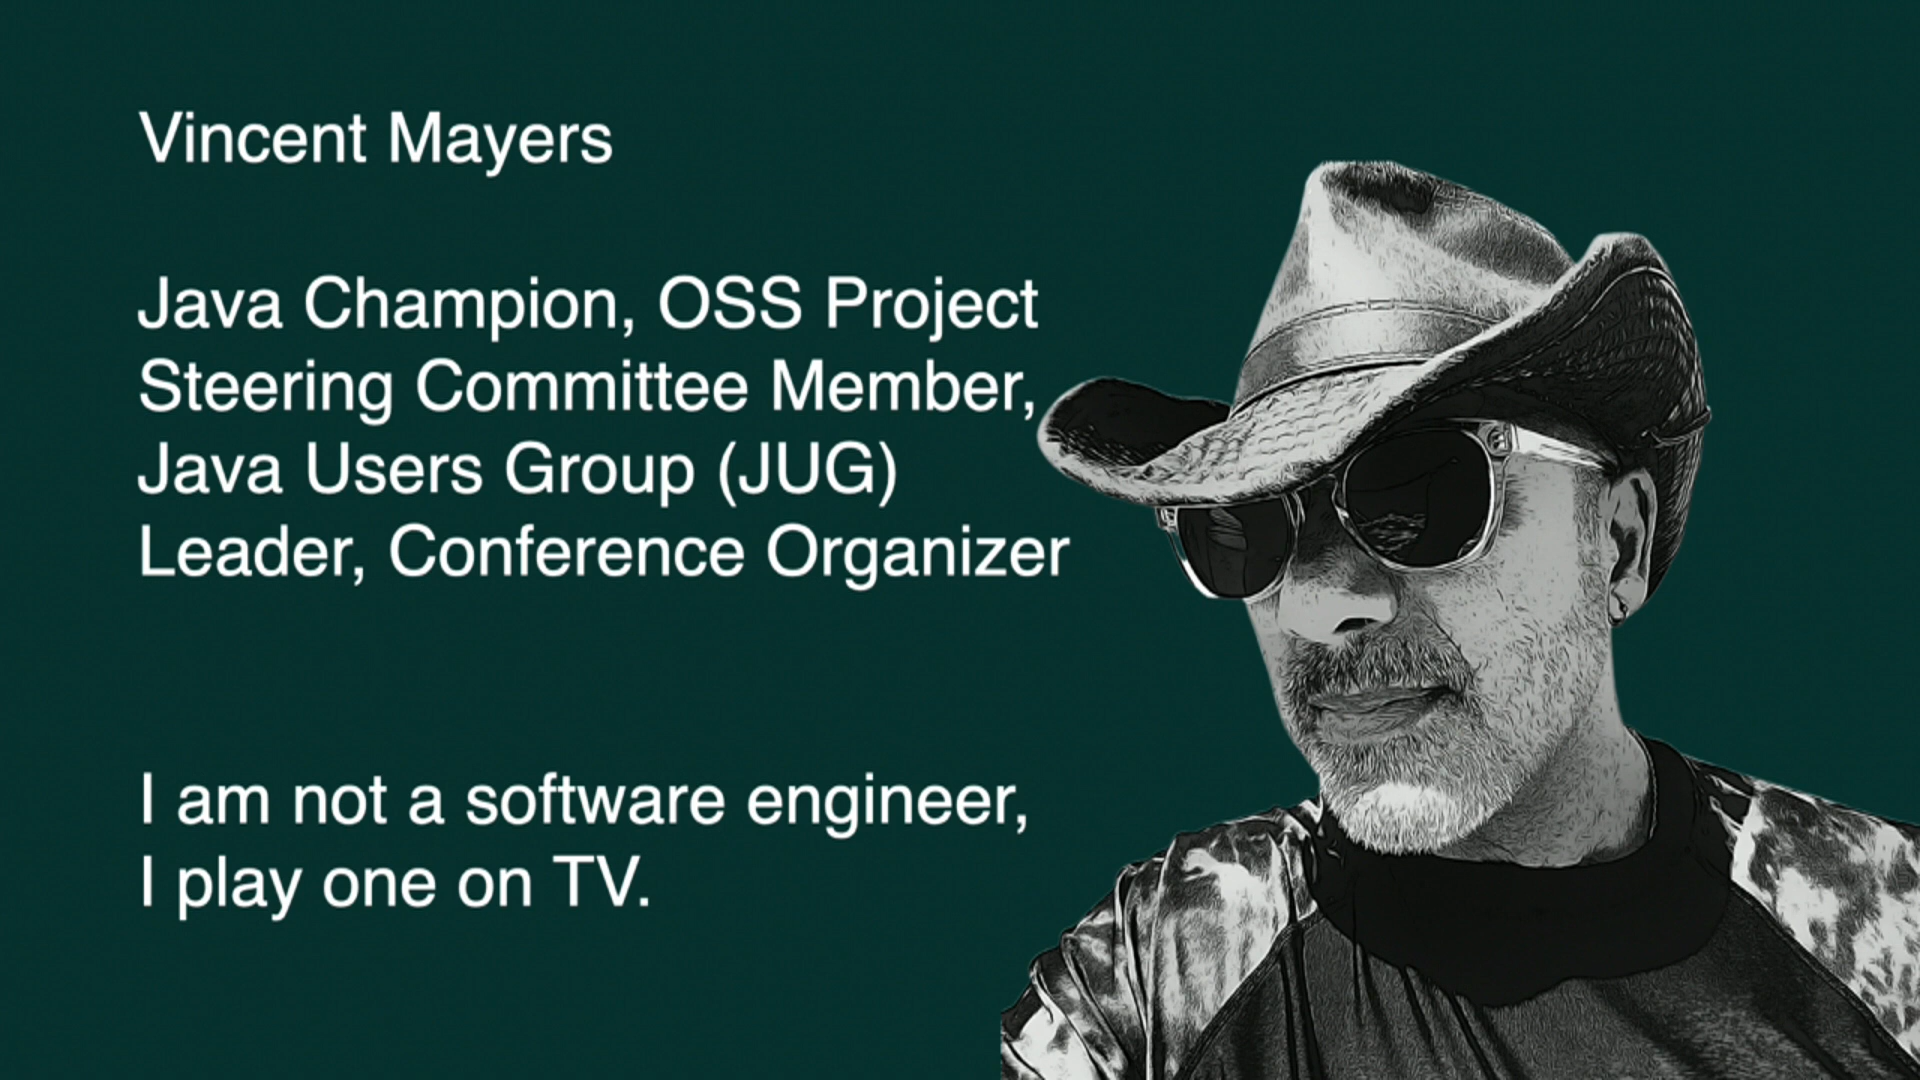 Vincent Mayers
Java Champion, OSS Project
Steering Committee Member,
Java Users Group (JUG)
Leader, Conference Organizer
I am not a software engineer,
I play one on TV.